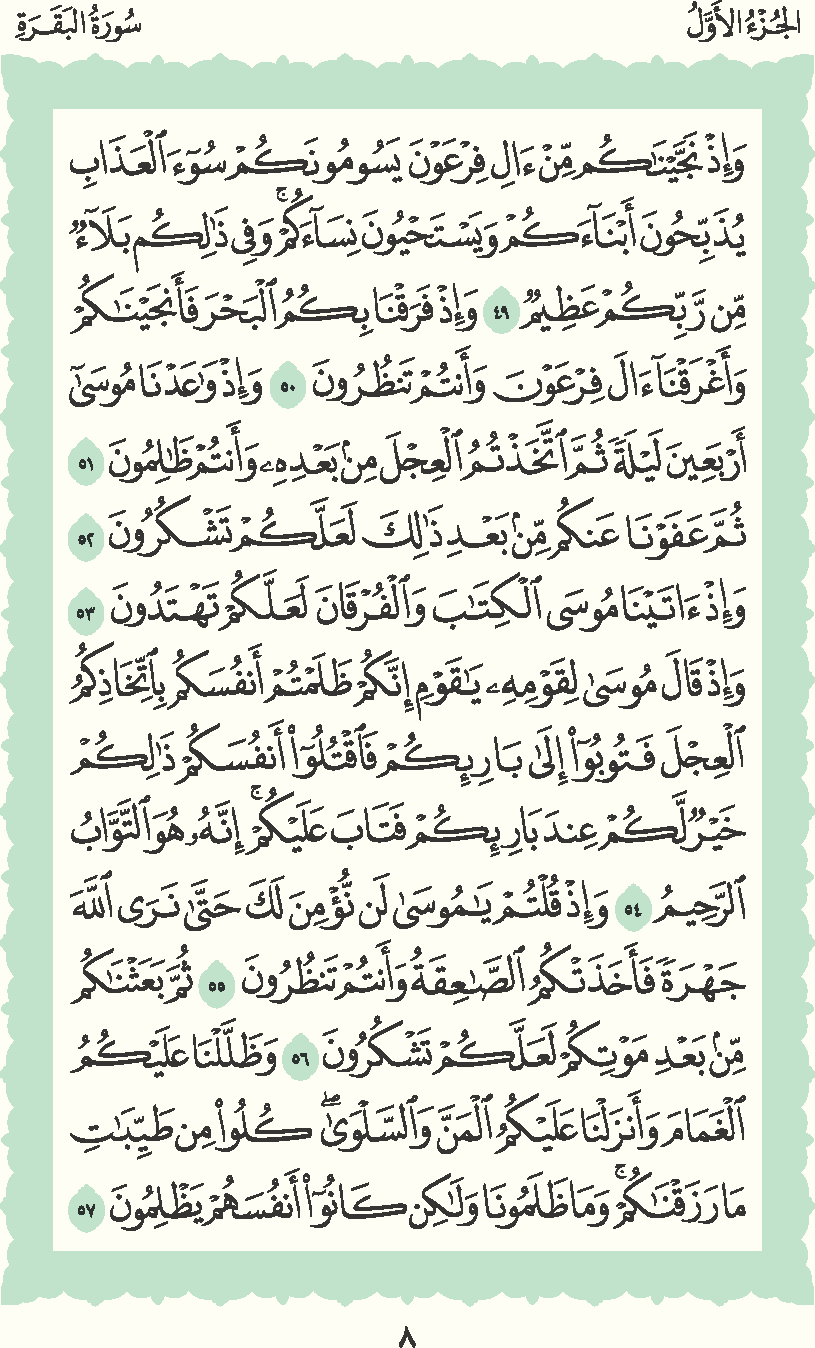 الجُزْءُ الأَوَّلُ
سُورَةُ البَقَرَةِ
وَإِذْ نَجَّيْنَٰكُم مِّنْ ءَالِ فِرْعَوْنَ يَسُومُونَكُمْ سُوٓءَ ٱلْعَذَابِ
يُذَبِّحُونَ أَبْنَآءَكُمْ وَيَسْتَحْيُونَ نِسَآءَكُمْ ۚ وَفِى ذَٰلِكُم بَلَآءٌ
مِّن رَّبِّكُمْ عَظِيمٌ ٤٩ وَإِذْ فَرَقْنَا بِكُمُ ٱلْبَحْرَ فَأَنجَيْنَٰكُمْ
وَأَغْرَقْنَآ ءَالَ فِرْعَوْنَ وَأَنتُمْ تَنظُرُونَ ٥٠ وَإِذْ وَٰعَدْنَا مُوسَىٰٓ
أَرْبَعِينَ لَيْلَةً ثُمَّ ٱتَّخَذْتُمُ ٱلْعِجْلَ مِنۢ بَعْدِهِۦ وَأَنتُمْ ظَٰلِمُونَ ٥١
ثُمَّ عَفَوْنَا عَنكُم مِّنۢ بَعْدِ ذَٰلِكَ لَعَلَّكُمْ تَشْكُرُونَ ٥٢
وَإِذْ ءَاتَيْنَا مُوسَى ٱلْكِتَٰبَ وَٱلْفُرْقَانَ لَعَلَّكُمْ تَهْتَدُونَ ٥٣
وَإِذْ قَالَ مُوسَىٰ لِقَوْمِهِۦ يَٰقَوْمِ إِنَّكُمْ ظَلَمْتُمْ أَنفُسَكُم بِٱتِّخَاذِكُمُ
ٱلْعِجْلَ فَتُوبُوٓا۟ إِلَىٰ بَارِئِكُمْ فَٱقْتُلُوٓا۟ أَنفُسَكُمْ ذَٰلِكُمْ
خَيْرٌ لَّكُمْ عِندَ بَارِئِكُمْ فَتَابَ عَلَيْكُمْ ۚ إِنَّهُۥ هُوَ ٱلتَّوَّابُ
ٱلرَّحِيمُ ٥٤ وَإِذْ قُلْتُمْ يَٰمُوسَىٰ لَن نُّؤْمِنَ لَكَ حَتَّىٰ نَرَى ٱللَّهَ
جَهْرَةً فَأَخَذَتْكُمُ ٱلصَّٰعِقَةُ وَأَنتُمْ تَنظُرُونَ ٥٥ ثُمَّ بَعَثْنَٰكُم
مِّنۢ بَعْدِ مَوْتِكُمْ لَعَلَّكُمْ تَشْكُرُونَ ٥٦ وَظَلَّلْنَا عَلَيْكُمُ
ٱلْغَمَامَ وَأَنزَلْنَا عَلَيْكُمُ ٱلْمَنَّ وَٱلسَّلْوَىٰ ۖ كُلُوا۟ مِن طَيِّبَٰتِ
مَا رَزَقْنَٰكُمْ ۚ وَمَا ظَلَمُونَا وَلَٰكِن كَانُوٓا۟ أَنفُسَهُمْ يَظْلِمُونَ ٥٧
٨